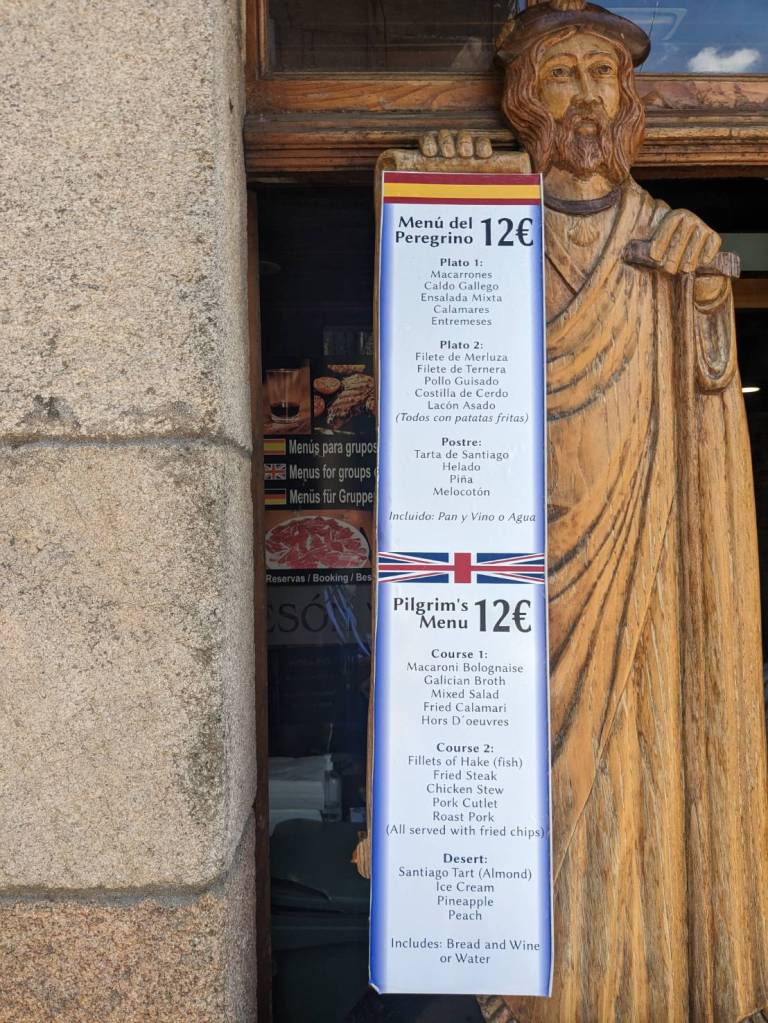 Menú del
Peregrino 12€
Plato 1:
Macarrones
Caldo Gallego
Ensalada Mixta
Calamares
Entremeses
Plato 2:
Filete de Merluza
Filete de Ternera
Pollo Guisado
Costilla de Cerdo
Lacón Asado
(Todos con patatas fritas)
Postre:
Tarta de Santiago
Helado
Piña
Melocotón
Incluido: Pan y Vino o Agua
Pilgrim's
Menu 12€
Course 1:
Macaroni Bolognaise
Galician Broth
Mixed Salad
Fried Calamari
Hors D´oeuvres
Course 2:
Fillets of Hake (fish)
Fried Steak
Chicken Stew
Pork Cutlet
Roast Pork
(All served with fried chips)
Desert:
Santiago Tart (Almond)
Ice Cream
Pineapple
Peach
Includes: Bread and Wine
or Water
Menús para grupos
Menus for groups
Menüs für Gruppe
Reservas / Booking / Bes